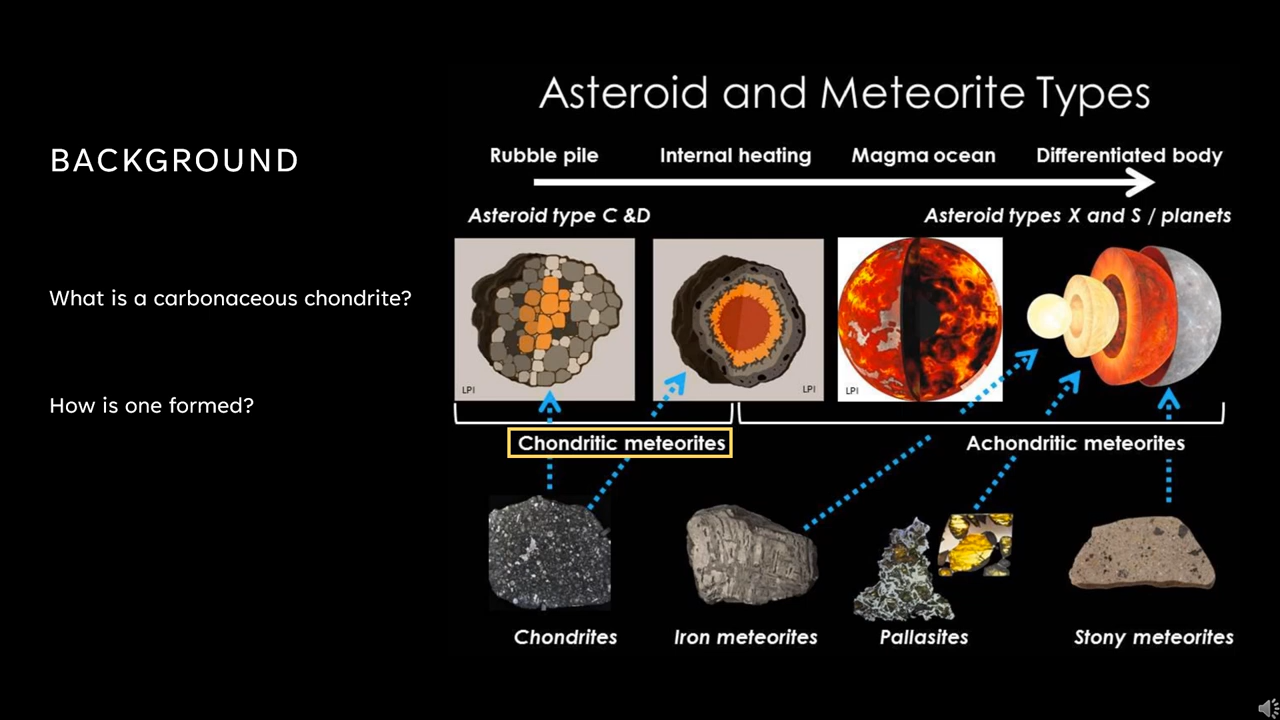 Asteroid and Meteorite Types
BACKGROUND
Rubble pile Internal heating Magma ocean Differentiated body
Asteroid type C &D Asteroid types X and S / planets
What is a carbonaceous chondrite?
LPI LPI LPI
How is one formed?
Chondritic meteorites Achondritic meteorites
Chondrites Iron meteorites Pallasites Stony meteorites